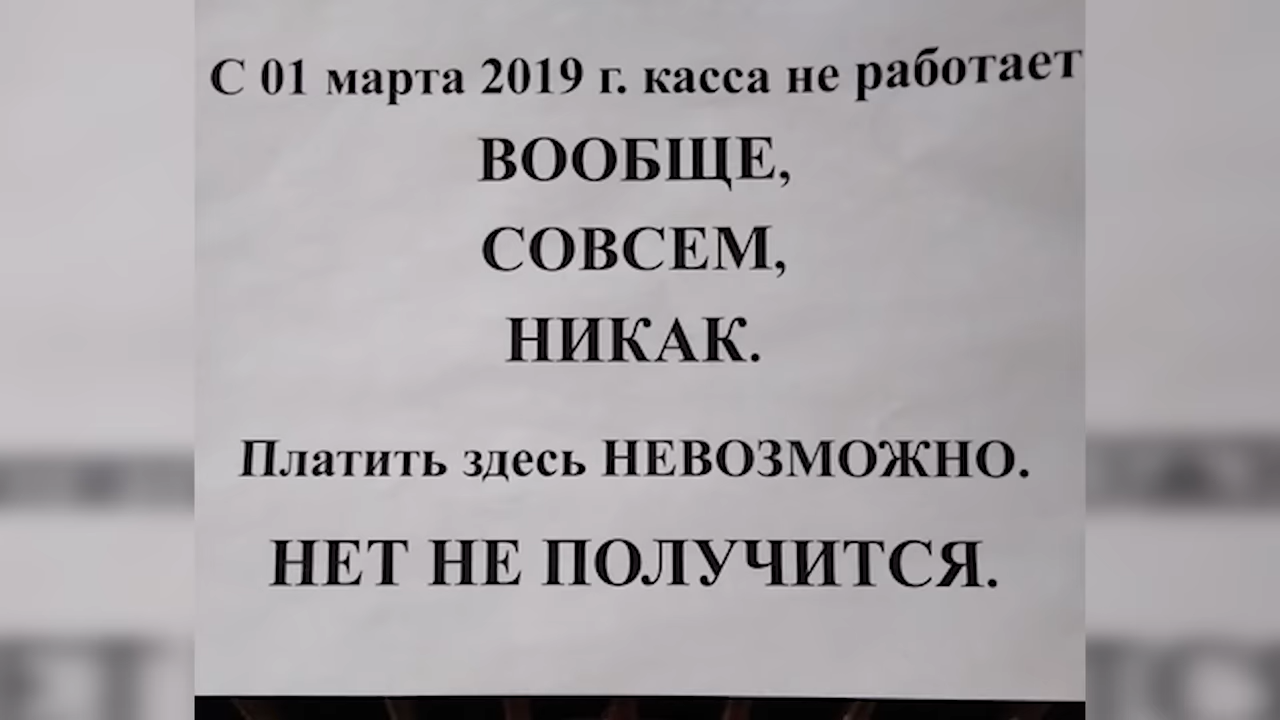 С 01 марта 2019 г. касса не работает
ВООБЩЕ,
СОВСЕМ,
НИКАК.
Платить здесь НЕВОЗМОЖНО.
НЕТ НЕ ПОЛУЧИТСЯ.